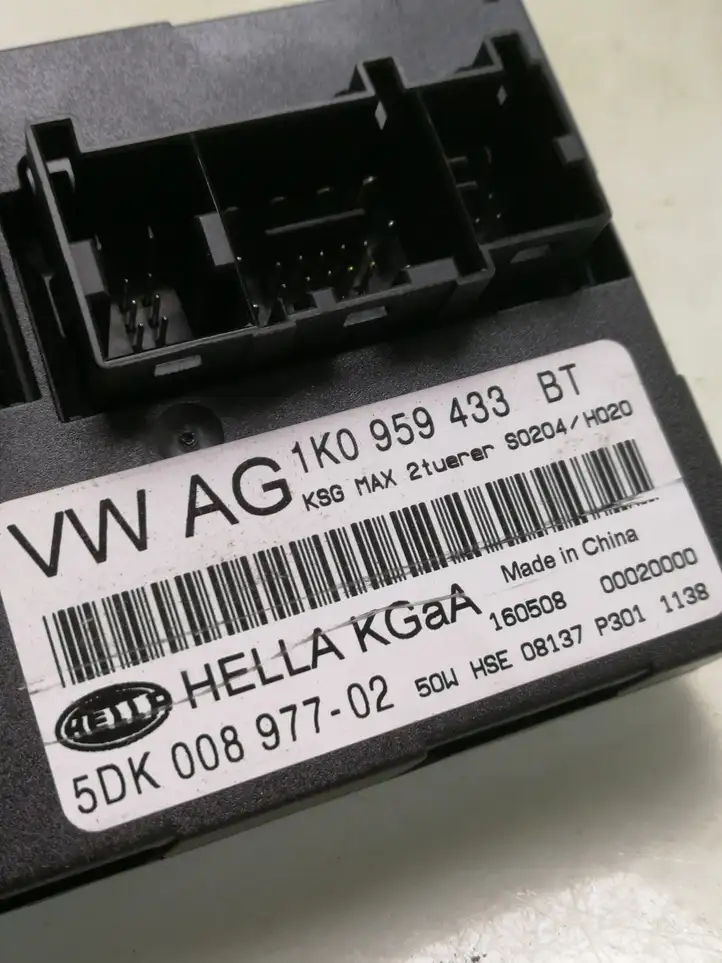 VW AG 1K0 959 433 BT
KSG MAX 2tuerer S0204/H020
Made in China
HELLA HELLA KGaA 160508 00020000
5DK 008 977-02 50W HSE 08137 P301 1138